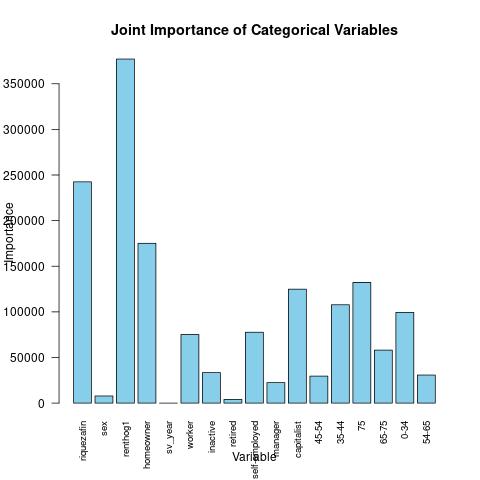 Joint Importance of Categorical Variables
350000
300000
250000
200000
150000
100000
50000
0
Importance
riquezafin
sex
renthog1
homeowner
sv_year
worker
inactive
retired
self-employed
manager
capitalist
45-54
35-44
75
65-75
0-34
54-65
Variable